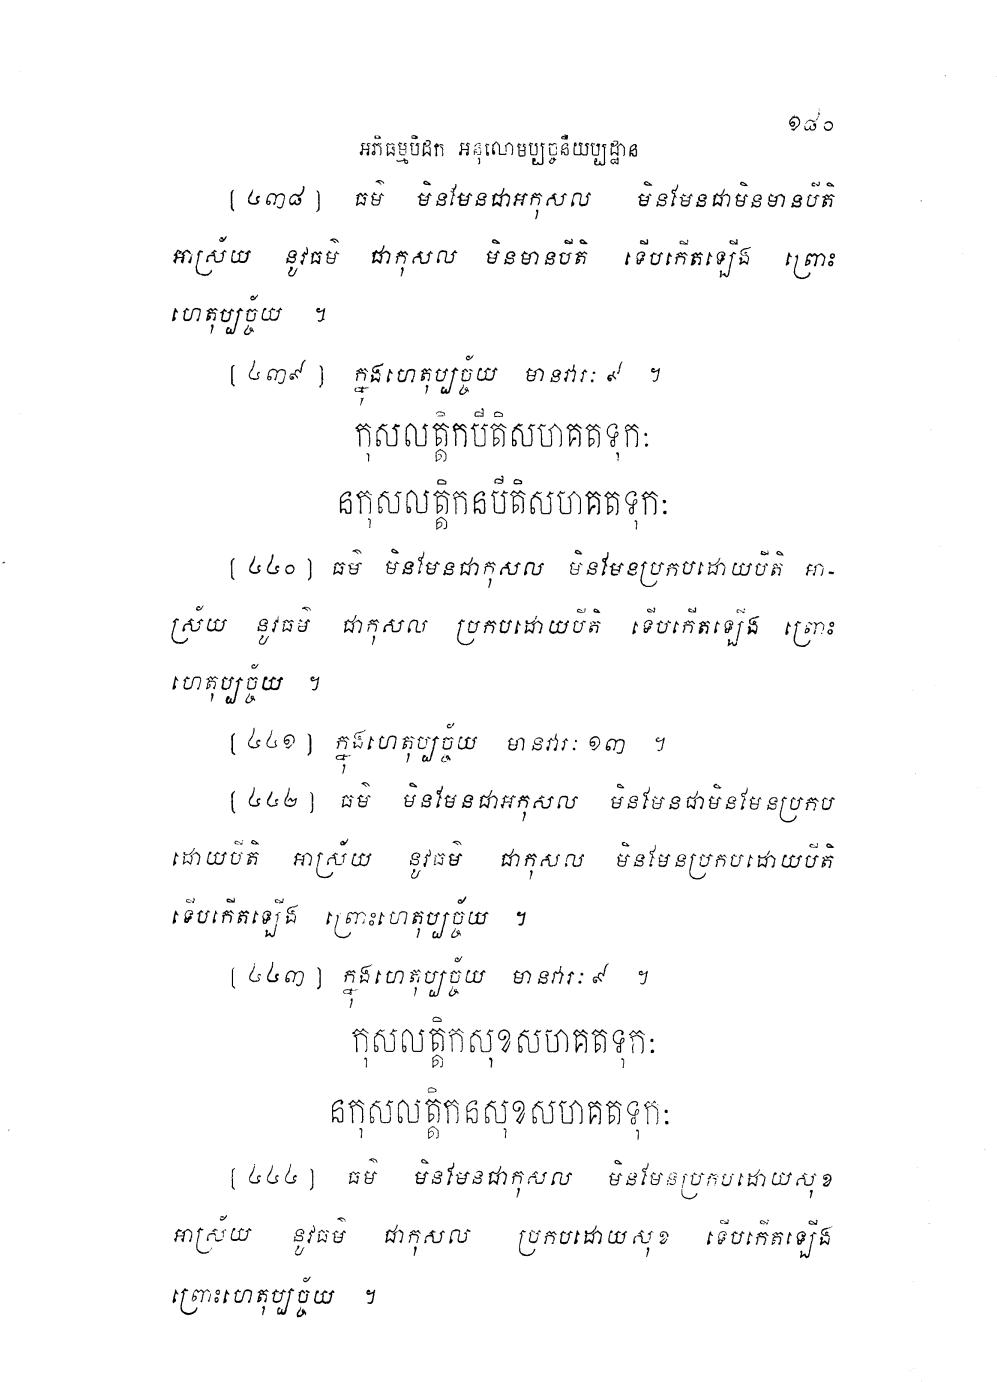 ១៨០
អភិធម្មបិដក អនុលោមប្បច្ចនីយប្បដ្ឋាន
[ ៤៣៨ ] ធម៌ មិនមែនជាអកុសល មិនមែនជាមិនមានបីតិ
អាស្រ័យ នូវធម៌ ជាកុសល មិនមានបីតិ ទើបកើតឡើង ព្រោះ
ហេតុប្បច្ច័យ ។
[ ៤៣៩ ] ក្នុងហេតុប្បច្ច័យ មានវារៈ ៩ ។
កុសលត្តិកបីតិសហគតទុកៈ
នកុសលត្តិកនបីតិសហគតទុកៈ
[ ៤៤០ ] ធម៌ មិនមែនជាកុសល មិនមែនប្រកបដោយបីតិ អា-
ស្រ័យ នូវធម៌ ជាកុសល ប្រកបដោយបីតិ ទើបកើតឡើង ព្រោះ
ហេតុប្បច្ច័យ ។
[ ៤៤១ ] ក្នុងហេតុប្បច្ច័យ មានវារៈ ១៣ ។
[ ៤៤២ ] ធម៌ មិនមែនជាអកុសល មិនមែនជាមិនមែនប្រកប
ដោយបីតិ អាស្រ័យ នូវធម៌ ជាកុសល មិនមែនប្រកបដោយបីតិ
ទើបកើតឡើង ព្រោះហេតុប្បច្ច័យ ។
[ ៤៤៣ ] ក្នុងហេតុប្បច្ច័យ មានវារៈ ៩ ។
កុសលត្តិកសុខសហគតទុកៈ
នកុសលត្តិកនសុខសហគតទុកៈ
[ ៤៤៤ ] ធម៌ មិនមែនជាកុសល មិនមែនប្រកបដោយសុខ
អាស្រ័យ នូវធម៌ ជាកុសល ប្រកបដោយសុខ ទើបកើតឡើង
ព្រោះហេតុប្បច្ច័យ ។